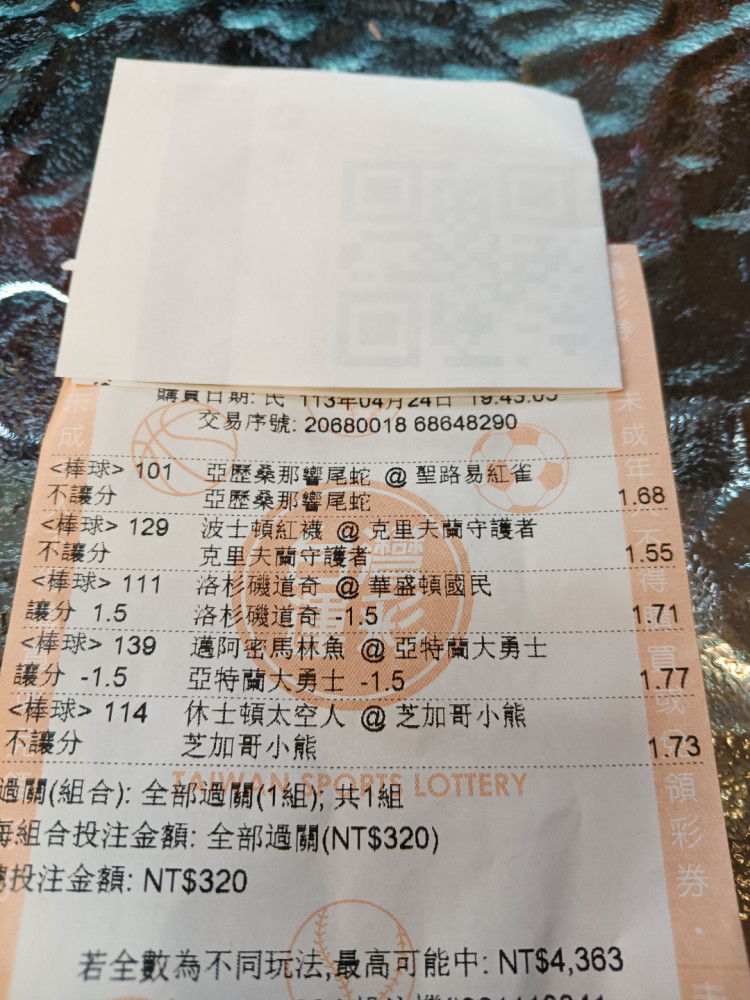 購買日期: 民 113年04月24日 19:43:05
交易序號: 20680018 68648290
<棒球> 101 亞歷桑那響尾蛇 @ 聖路易紅雀
不讓分 亞歷桑那響尾蛇 1.68
<棒球> 129 波士頓紅襪 @ 克里夫蘭守護者
不讓分 克里夫蘭守護者 1.55
<棒球> 111 洛杉磯道奇 @ 華盛頓國民
讓分 1.5 洛杉磯道奇 -1.5 1.71
<棒球> 139 邁阿密馬林魚 @ 亞特蘭大勇士
讓分 -1.5 亞特蘭大勇士 -1.5 1.77
<棒球> 114 休士頓太空人 @ 芝加哥小熊
不讓分 芝加哥小熊 1.73
TAIWAN SPORTS LOTTERY
過關(組合): 全部過關(1組); 共1組
每組合投注金額: 全部過關(NT$320)
總投注金額: NT$320
若全數為不同玩法,最高可能中: NT$4,363
台灣運彩